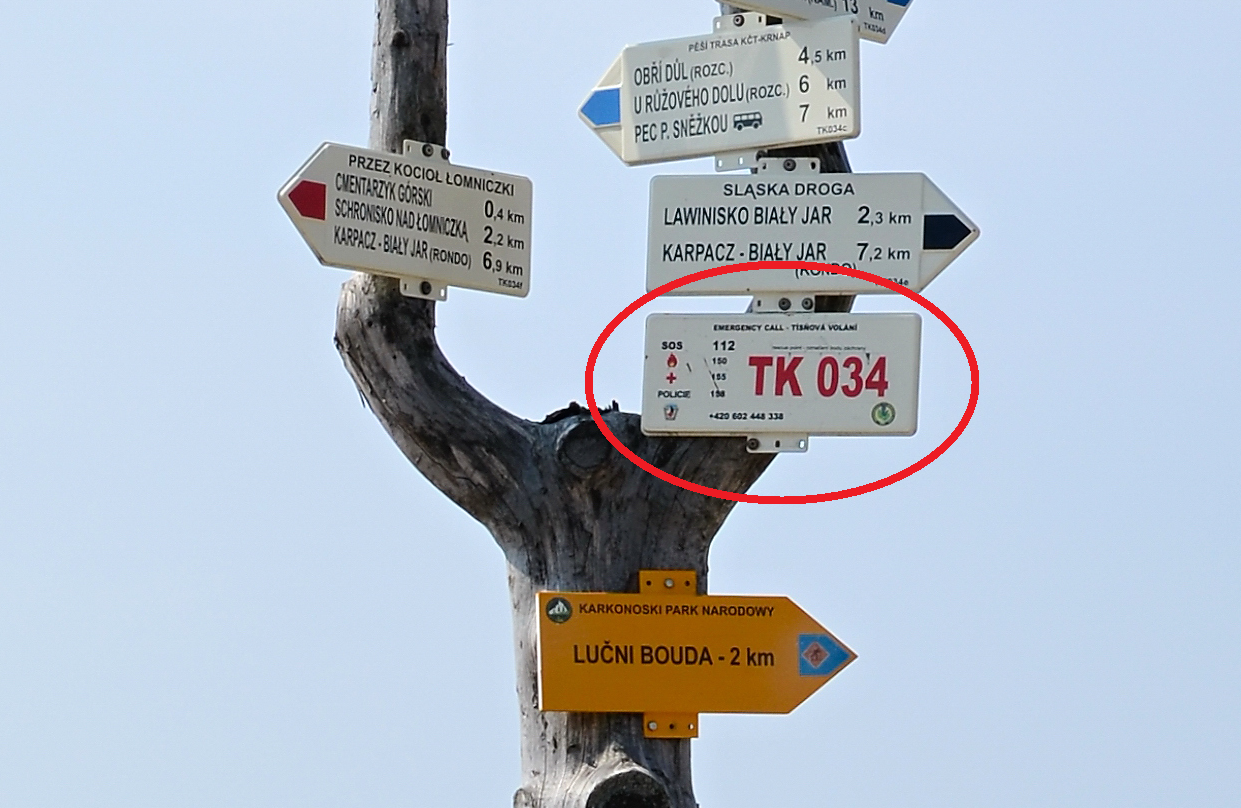 13 km
TK034d
PĚŠÍ TRASA KČT-KRNAP
OBŘÍ DŮL (ROZC.) 4,5 km
U RŮŽOVÉHO DOLU (ROZC.) 6 km
PEC P. SNĚŽKOU 7 km
TK034c
PRZEZ KOCIOŁ ŁOMNICZKI
CMENTARZYK GÓRSKI 0,4 km
SCHRONISKO NAD ŁOMNICZKĄ 2,2 km
KARPACZ - BIAŁY JAR (RONDO) 6,9 km
TK034f
SLĄSKA DROGA
LAWINISKO BIAŁY JAR 2,3 km
KARPACZ - BIAŁY JAR 7,2 km
(RONDO)
034e
EMERGENCY CALL - TÍSŇOVÁ VOLÁNÍ
SOS 112
150
155
POLICIE 158
TK 034
+420 602 448 338
KARKONOSKI PARK NARODOWY
LUČNI BOUDA - 2 km